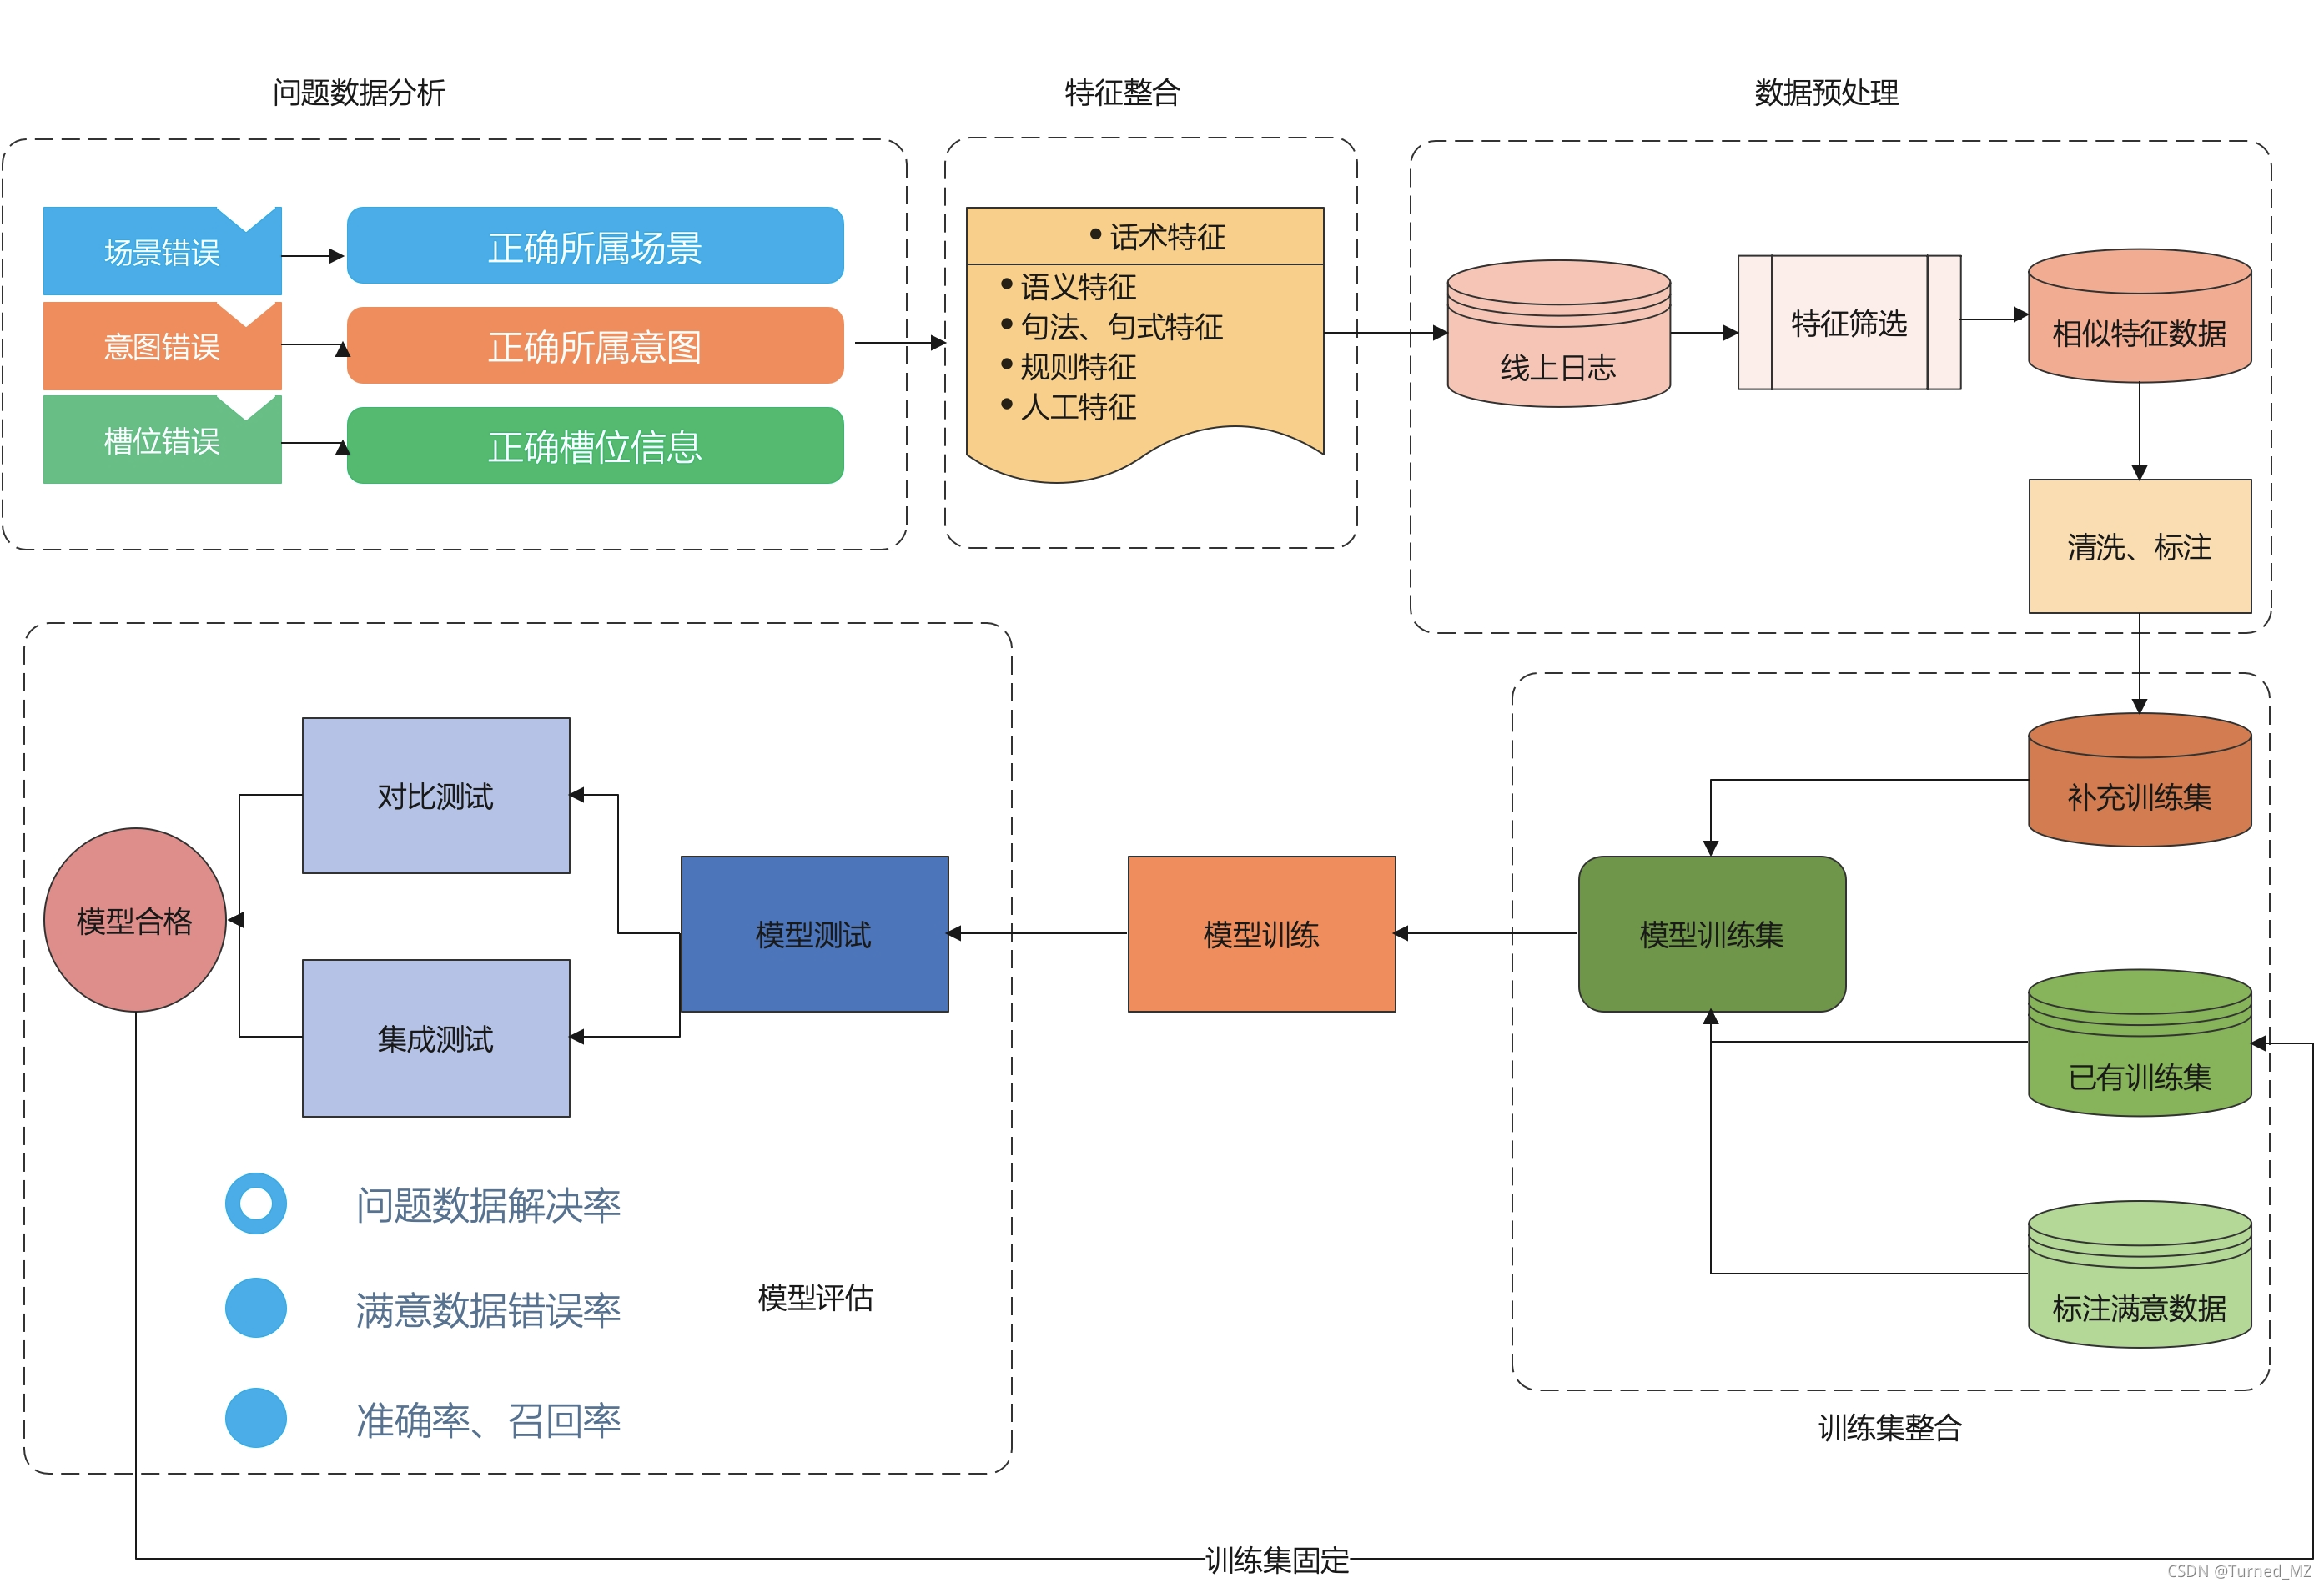 问题数据分析
特征整合
数据预处理
场景错误
正确所属场景
意图错误
正确所属意图
槽位错误
正确槽位信息
• 话术特征
• 语义特征
• 句法、句式特征
• 规则特征
• 人工特征
线上日志
特征筛选
相似特征数据
清洗、标注
补充训练集
对比测试
模型合格
模型测试
模型训练
模型训练集
集成测试
已有训练集
问题数据解决率
满意数据错误率
模型评估
标注满意数据
准确率、召回率
训练集整合
训练集固定
CSDN @Turned_MZ